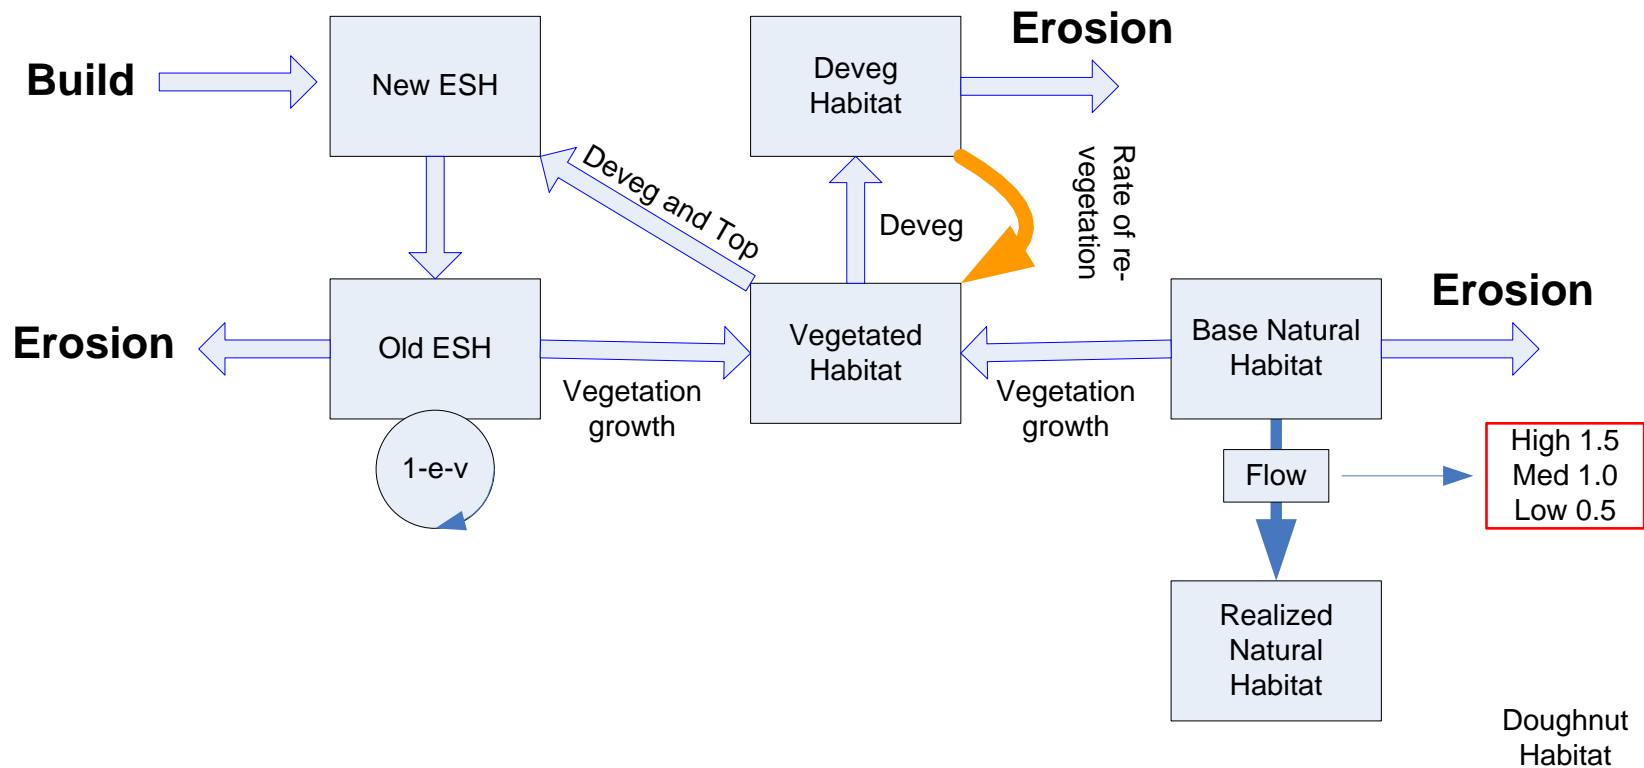 Build
New ESH
Deveg
Habitat
Erosion
Deveg and Top
Deveg
Rate of re-
vegetation
Erosion
Old ESH
Vegetation
growth
Vegetated
Habitat
Vegetation
growth
Base Natural
Habitat
Erosion
1-e-v
Flow
High 1.5
Med 1.0
Low 0.5
Realized
Natural
Habitat
Doughnut
Habitat